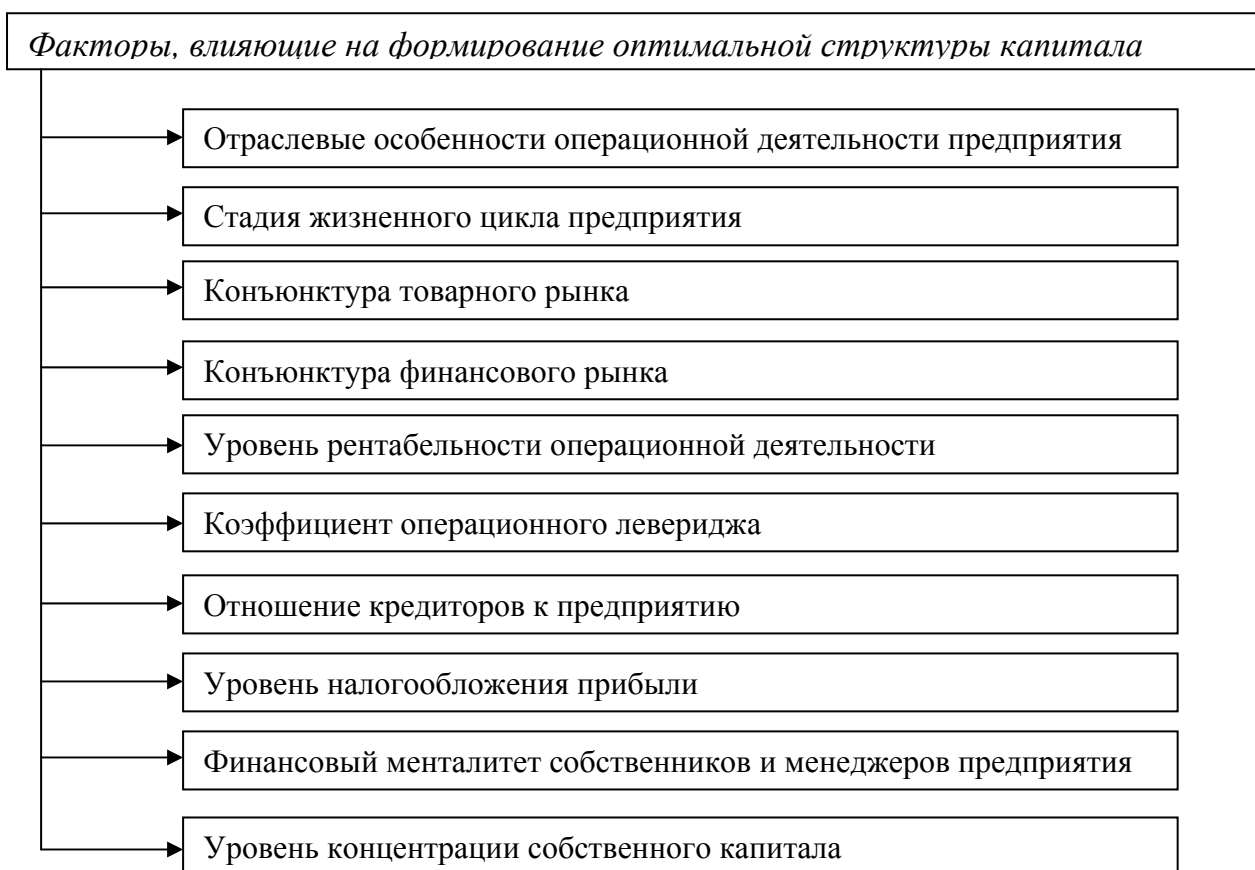 Факторы, влияющие на формирование оптимальной структуры капитала
Отраслевые особенности операционной деятельности предприятия
Стадия жизненного цикла предприятия
Конъюнктура товарного рынка
Конъюнктура финансового рынка
Уровень рентабельности операционной деятельности
Коэффициент операционного левериджа
Отношение кредиторов к предприятию
Уровень налогообложения прибыли
Финансовый менталитет собственников и менеджеров предприятия
Уровень концентрации собственного капитала